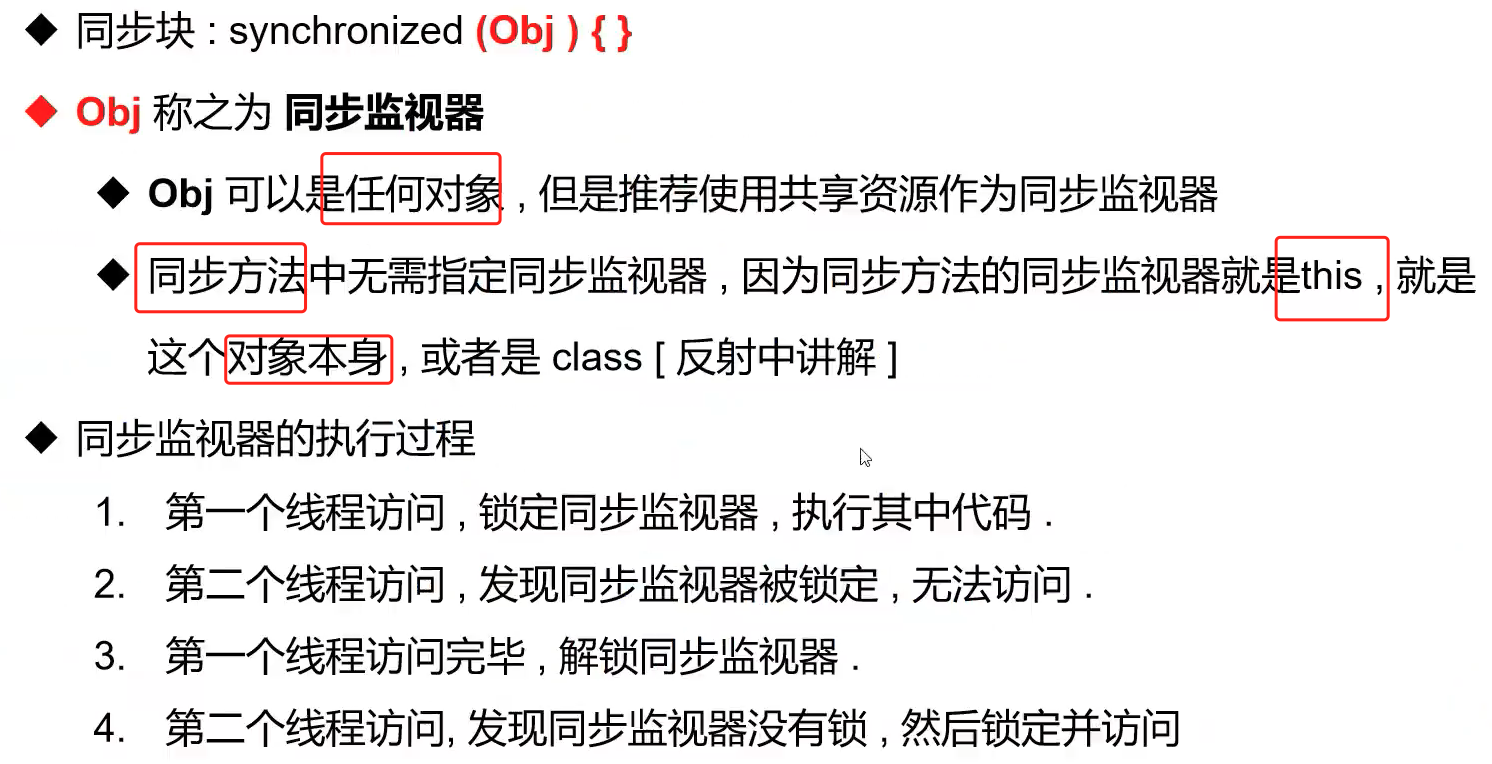 同步块 : synchronized (Obj ) { }
Obj 称之为 同步监视器
Obj 可以是任何对象 , 但是推荐使用共享资源作为同步监视器
同步方法中无需指定同步监视器 , 因为同步方法的同步监视器就是this , 就是
这个对象本身 , 或者是 class [ 反射中讲解 ]
同步监视器的执行过程
1. 第一个线程访问 , 锁定同步监视器 , 执行其中代码 .
2. 第二个线程访问 , 发现同步监视器被锁定 , 无法访问 .
3. 第一个线程访问完毕 , 解锁同步监视器 .
4. 第二个线程访问, 发现同步监视器没有锁 , 然后锁定并访问